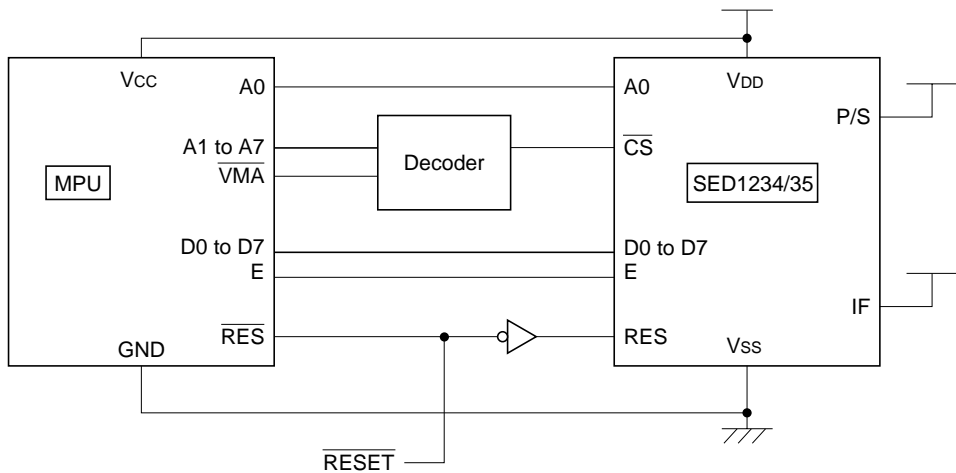 VCC
VDD
A0
A0
P/S
A1 to A7
Decoder
CS
VMA
MPU
SED1234/35
D0 to D7
D0 to D7
E
E
IF
RES
RES
GND
VSS
RESET